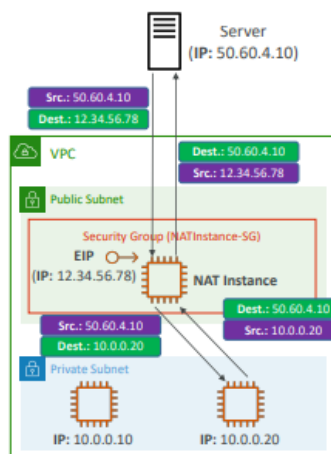 Server
(IP: 50.60.4.10)
Src.: 50.60.4.10
Dest.: 12.34.56.78
Dest.: 50.60.4.10
Src.: 12.34.56.78
VPC
Public Subnet
Security Group (NATInstance-SG)
EIP
(IP: 12.34.56.78)
NAT Instance
Dest.: 50.60.4.10
Src.: 10.0.0.20
Src.: 50.60.4.10
Dest.: 10.0.0.20
Private Subnet
IP: 10.0.0.10
IP: 10.0.0.20